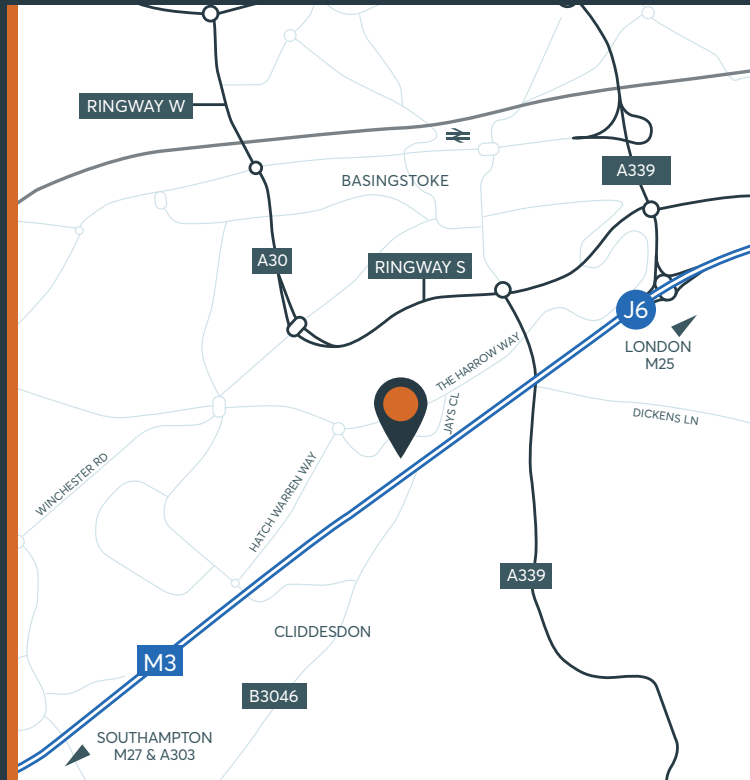 RINGWAY W
A339
BASINGSTOKE
A30
RINGWAY S
J6
LONDON
M25
THE HARROW WAY
JAYS CL
DICKENS LN
WINCHESTER RD
HATCH WARREN WAY
A339
CLIDDESDON
M3
B3046
SOUTHAMPTON
M27 & A303